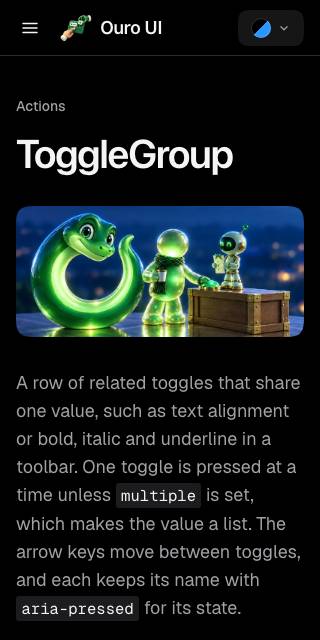 Ouro UI
Actions
ToggleGroup
A row of related toggles that share
one value, such as text alignment
or bold, italic and underline in a
toolbar. One toggle is pressed at a
time unless multiple is set,
which makes the value a list. The
arrow keys move between toggles,
and each keeps its name with
aria-pressed for its state.